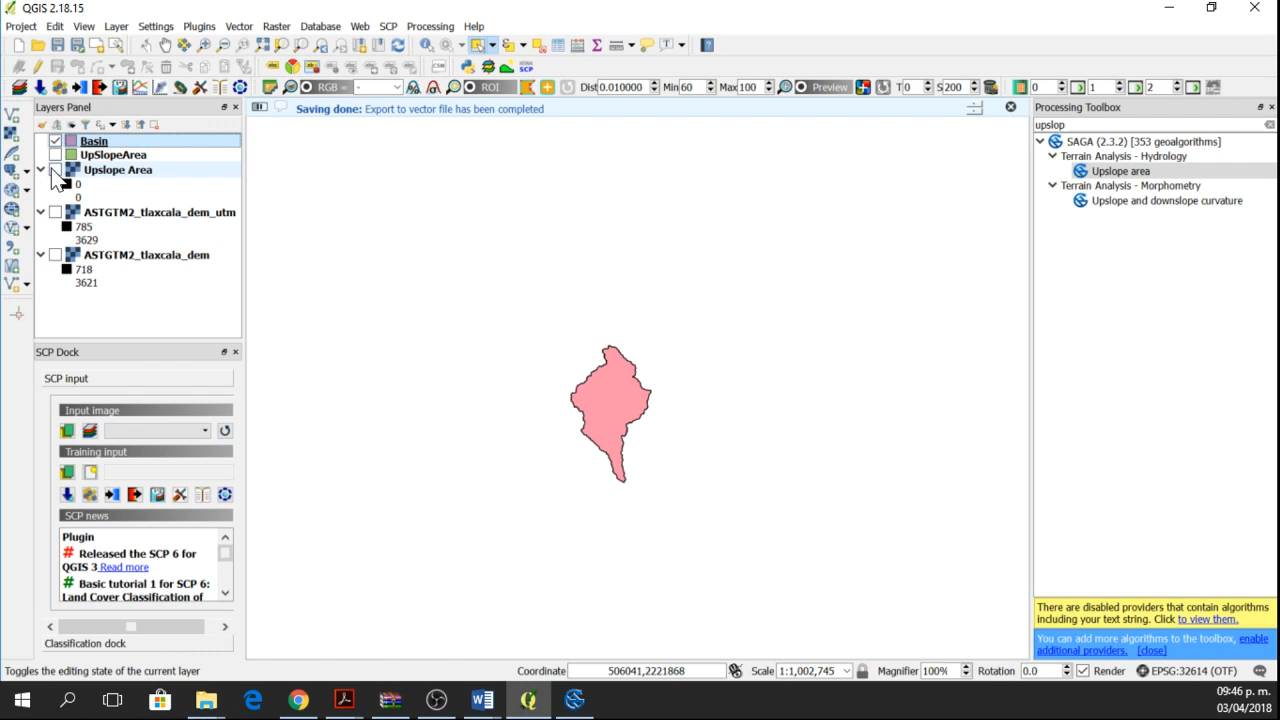 QGIS 2.18.15
Project Edit View Layer Settings Plugins Vector Raster Database Web SCP Processing Help
RGB = - ROI Dist 0.010000 Min 60 Max 100 Preview T 0 S 200 0 1 2
Layers Panel
Saving done: Export to vector file has been completed
Processing Toolbox
upslop
Basin
UpSlopeArea
Upslope Area
0
0
ASTGTM2_tlaxcala_dem_utm
785
3629
ASTGTM2_tlaxcala_dem
718
3621
SAGA (2.3.2) [353 geoalgorithms]
Terrain Analysis - Hydrology
Upslope area
Terrain Analysis - Morphometry
Upslope and downslope curvature
SCP Dock
SCP input
Input image
Training input
SCP news
Plugin
# Released the SCP 6 for
QGIS 3 Read more
# Basic tutorial 1 for SCP 6:
Land Cover Classification of
Classification dock
There are disabled providers that contain algorithms
including your text string. Click to view them.
You can add more algorithms to the toolbox, enable
additional providers. [close]
Toggles the editing state of the current layer
Coordinate 506041,2221868 Scale 1:1,002,745 Magnifier 100% Rotation 0.0 Render EPSG:32614 (OTF)
09:46 p. m.
03/04/2018